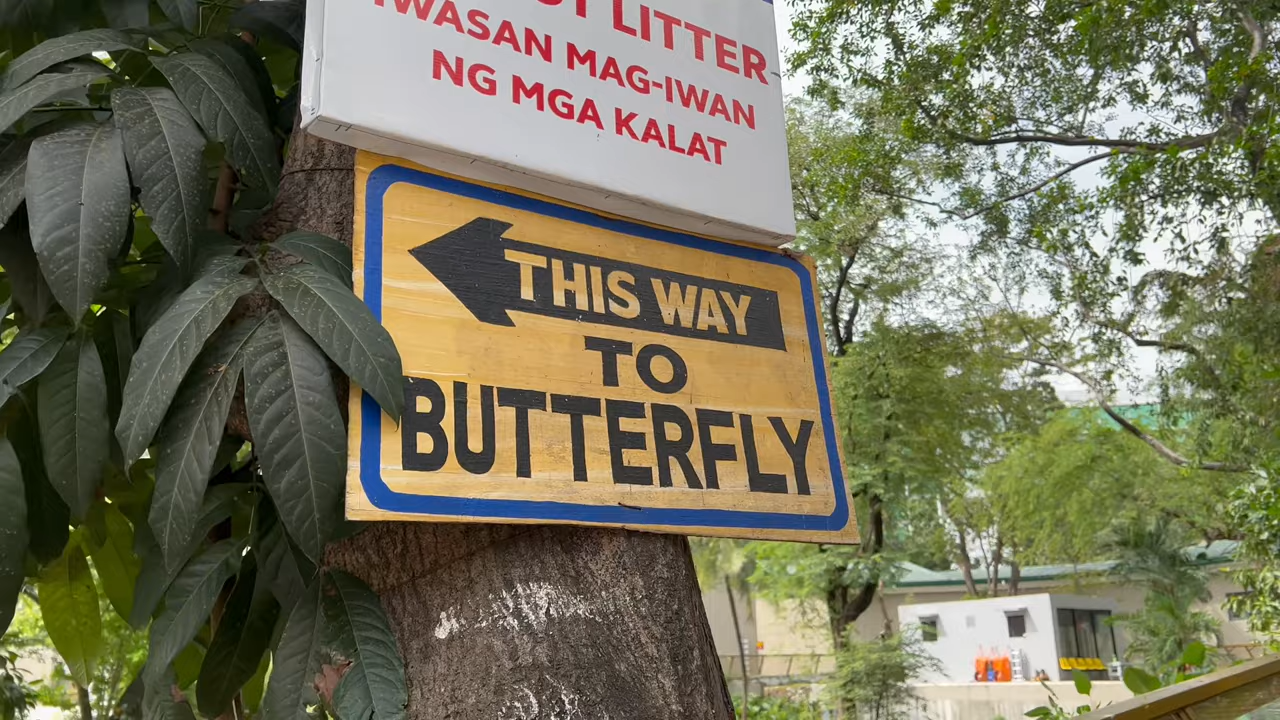 LITTER
IWASAN MAG-IWAN
NG MGA KALAT
THIS WAY
TO
BUTTERFLY